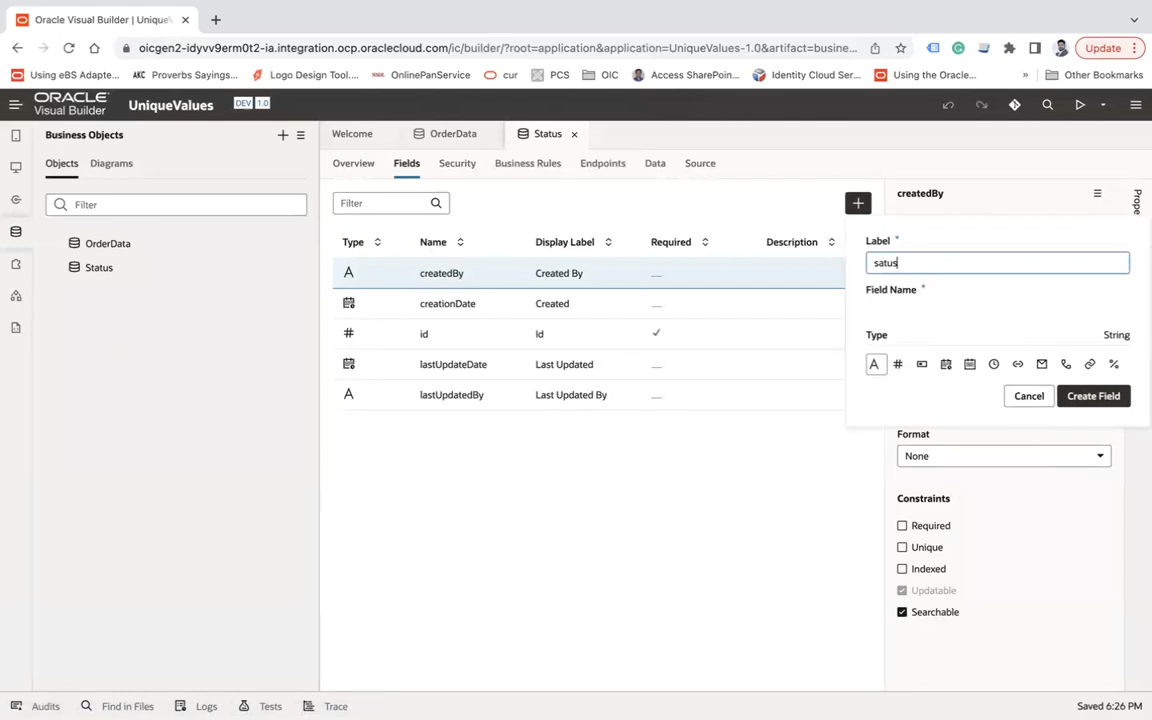 Oracle Visual Builder | UniqueV
oicgen2-idyvv9erm0t2-ia.integration.ocp.oraclecloud.com/ic/builder/?root=application&application=UniqueValues-1.0&artifact=busine...
Update
Using eBS Adapte...
AKC Proverbs Sayings...
Logo Design Tool....
OnlinePanService
cur
PCS
OIC
Access SharePoin...
Identity Cloud Ser...
Using the Oracle...
»
Other Bookmarks
ORACLE
Visual Builder
UniqueValues
DEV 1.0
Business Objects
Welcome
OrderData
Status
Objects
Diagrams
Overview
Fields
Security
Business Rules
Endpoints
Data
Source
createdBy
Prope
Filter
Filter
Type
Name
Display Label
Required
Description
Label *
satus
OrderData
createdBy
Created By
Status
Field Name *
creationDate
Created
id
Id
Type
String
lastUpdateDate
Last Updated
lastUpdatedBy
Last Updated By
Cancel
Create Field
Format
None
Constraints
Required
Unique
Indexed
Updatable
Searchable
Audits
Find in Files
Logs
Tests
Trace
Saved 6:26 PM